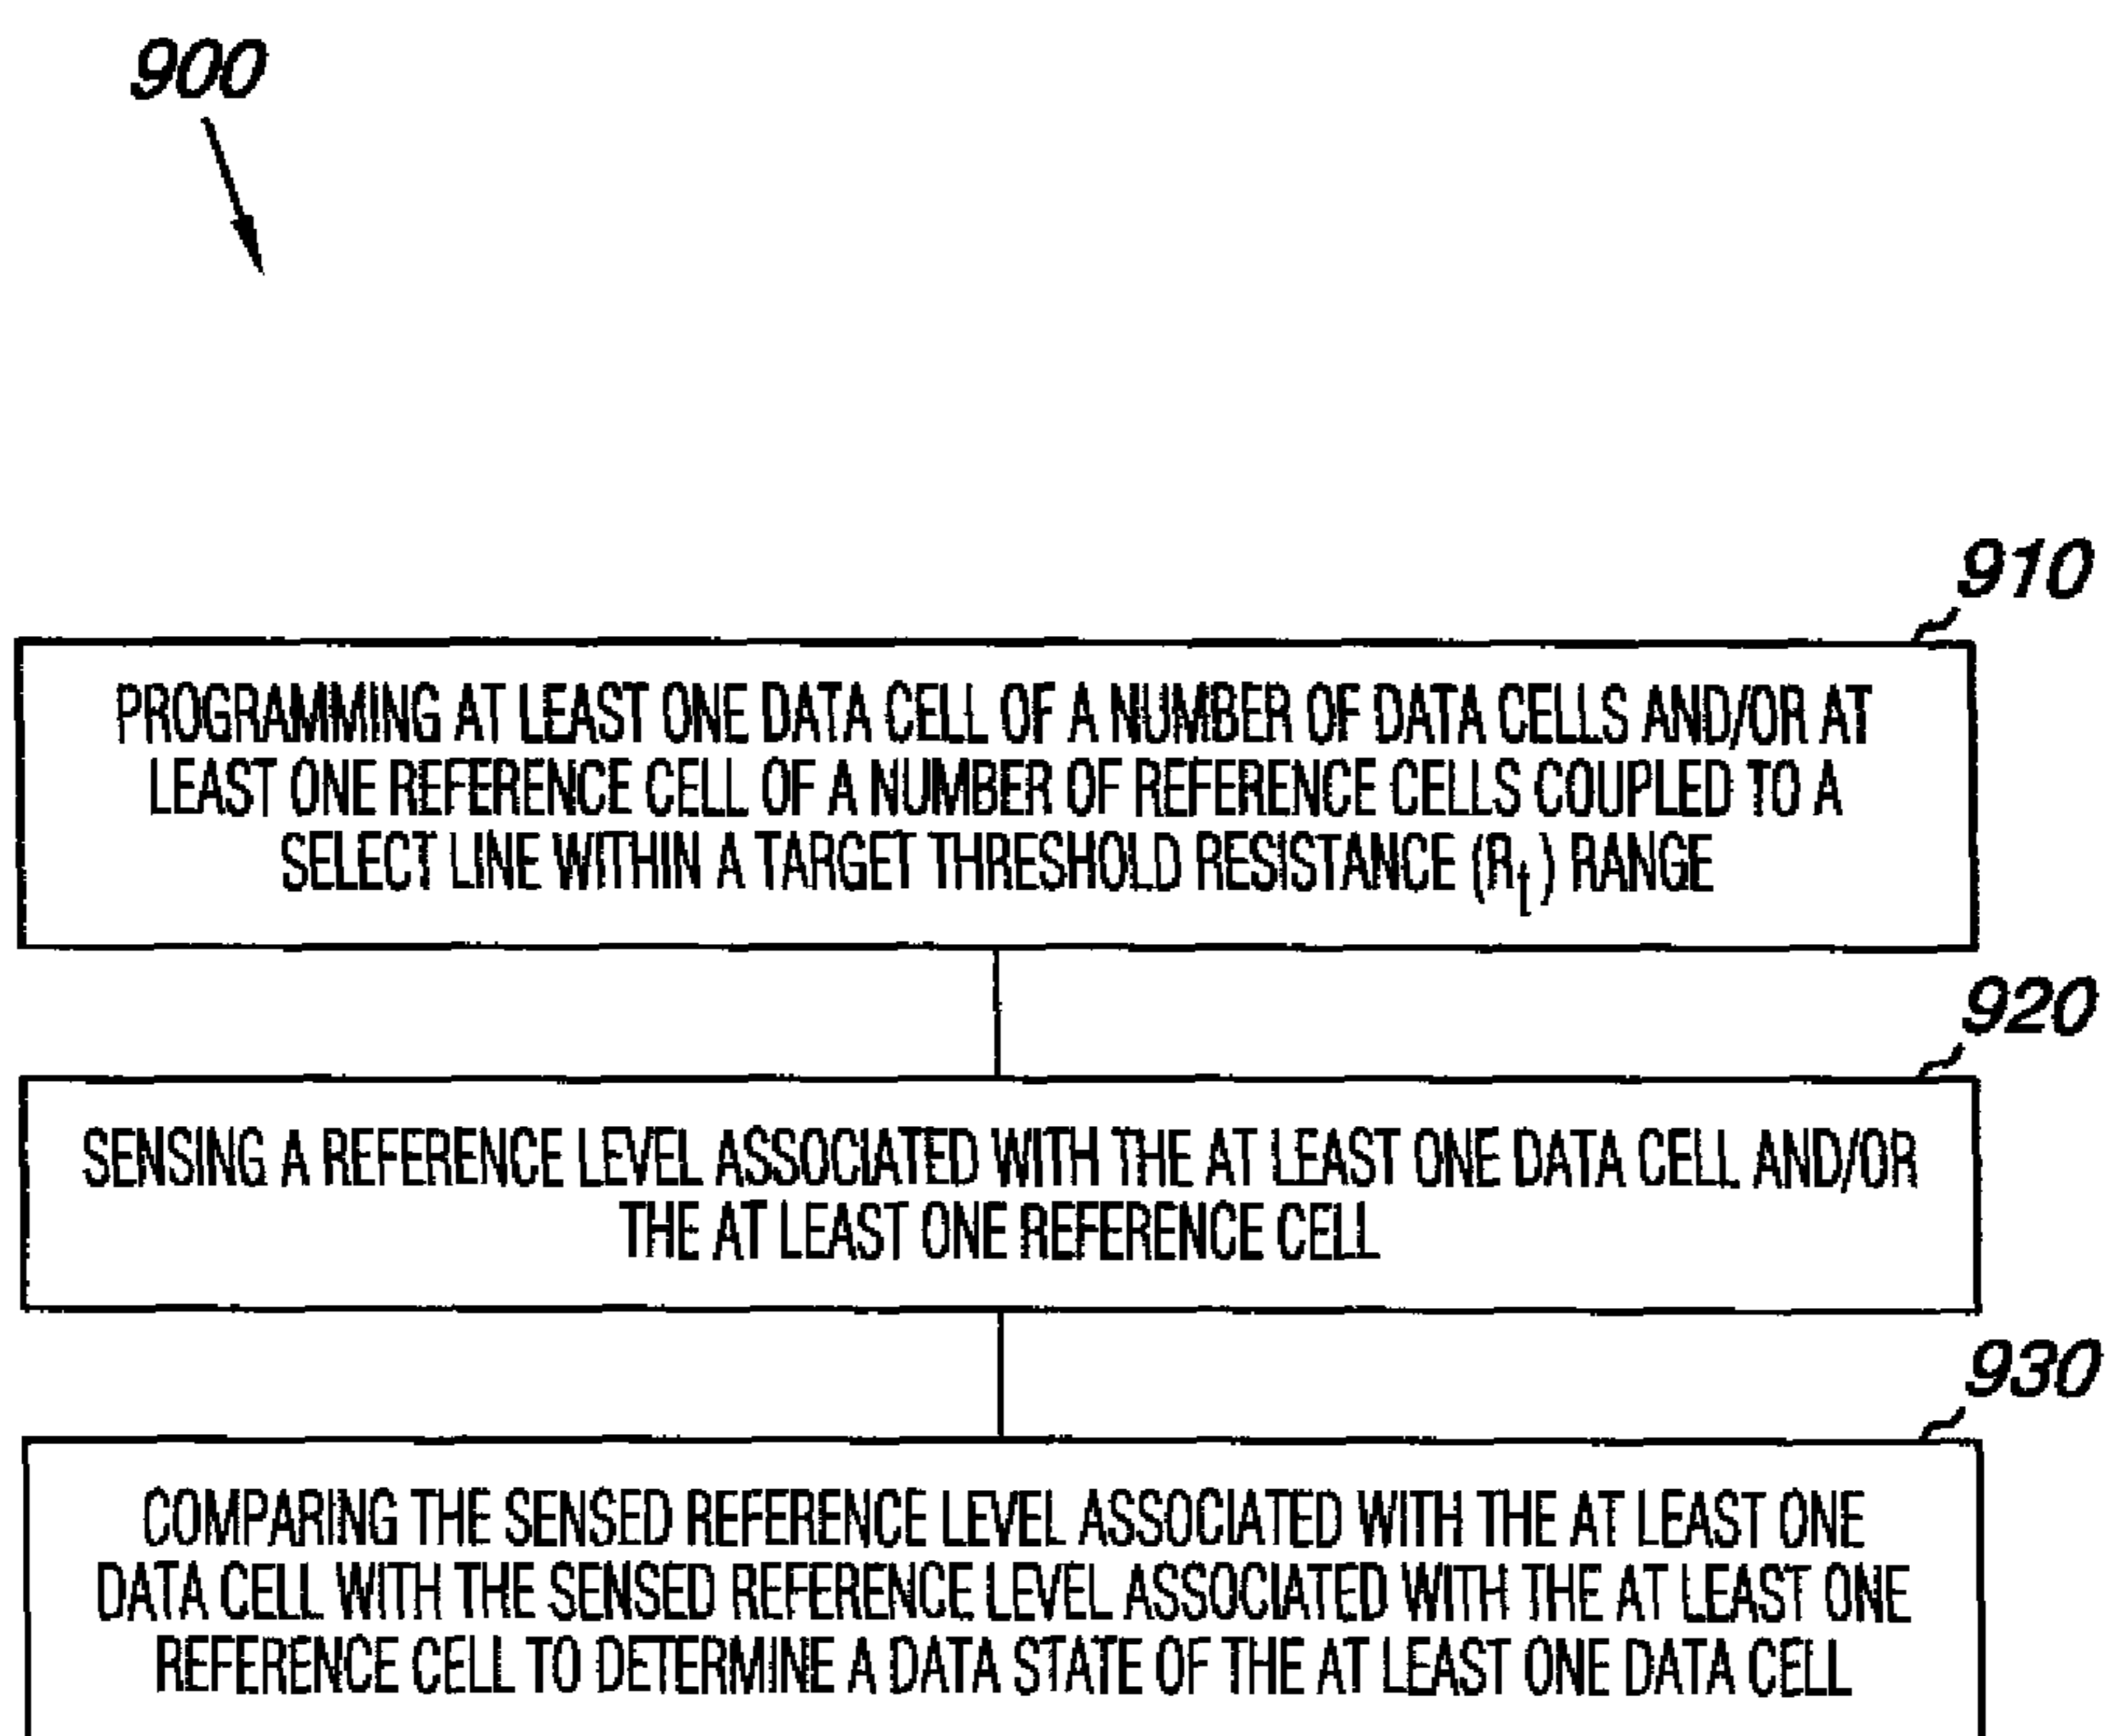 900
910
PROGRAMMING AT LEAST ONE DATA CELL OF A NUMBER OF DATA CELLS AND/OR AT
LEAST ONE REFERENCE CELL OF A NUMBER OF REFERENCE CELLS COUPLED TO A
SELECT LINE WITHIN A TARGET THRESHOLD RESISTANCE (Rt) RANGE
920
SENSING A REFERENCE LEVEL ASSOCIATED WITH THE AT LEAST ONE DATA CELL AND/OR
THE AT LEAST ONE REFERENCE CELL
930
COMPARING THE SENSED REFERENCE LEVEL ASSOCIATED WITH THE AT LEAST ONE
DATA CELL WITH THE SENSED REFERENCE LEVEL ASSOCIATED WITH THE AT LEAST ONE
REFERENCE CELL TO DETERMINE A DATA STATE OF THE AT LEAST ONE DATA CELL